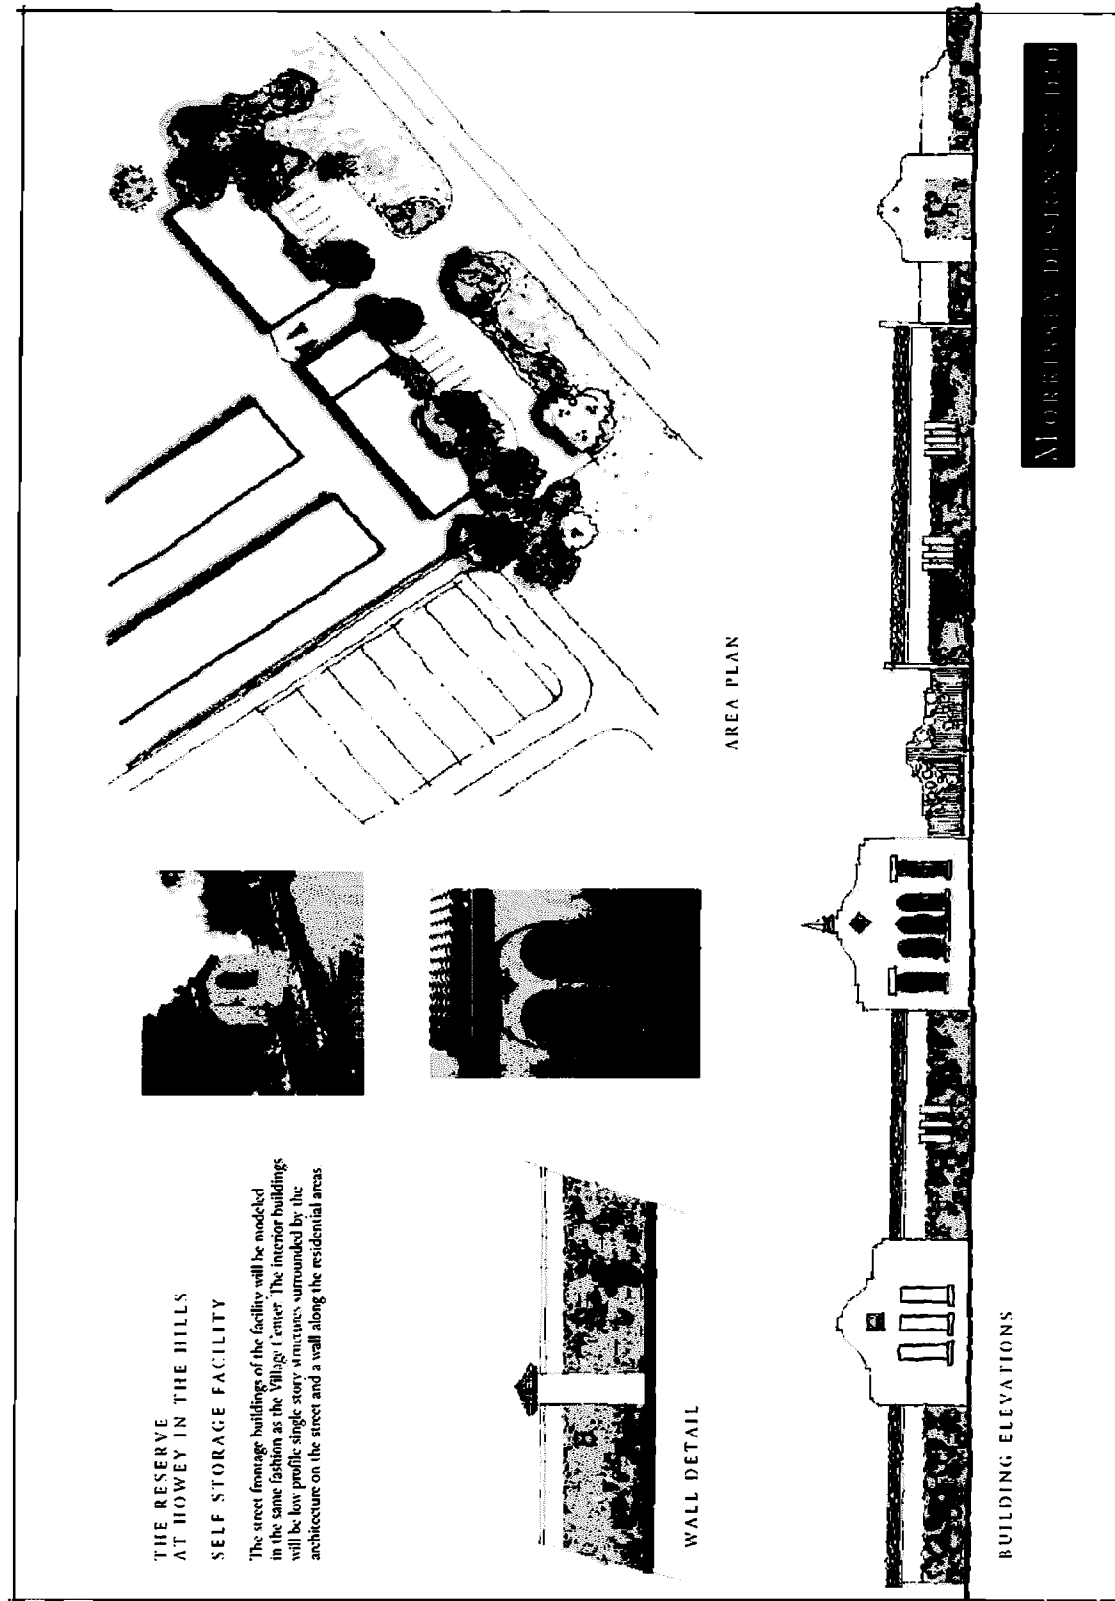 THE RESERVE
AT HOWEY IN THE HILLS
SELF STORAGE FACILITY
The street frontage buildings of the facility will be modeled
in the same fashion as the Village Center The interior buildings
will be low profile single story structures surrounded by the
architecture on the street and a wall along the residential areas
WALL DETAIL
AREA PLAN
BUILDING ELEVATIONS
DESIGN